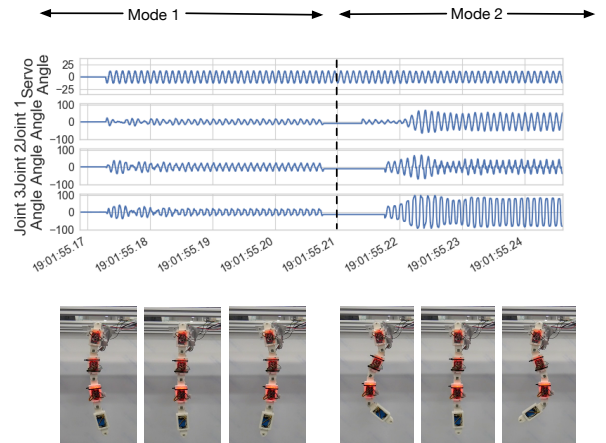 Mode 1
Mode 2
Servo
Angle
25
0
−25
Joint 1
Angle
100
0
−100
Joint 2
Angle
100
0
−100
Joint 3
Angle
100
0
−100
19:01:55.17
19:01:55.18
19:01:55.19
19:01:55.20
19:01:55.21
19:01:55.22
19:01:55.23
19:01:55.24